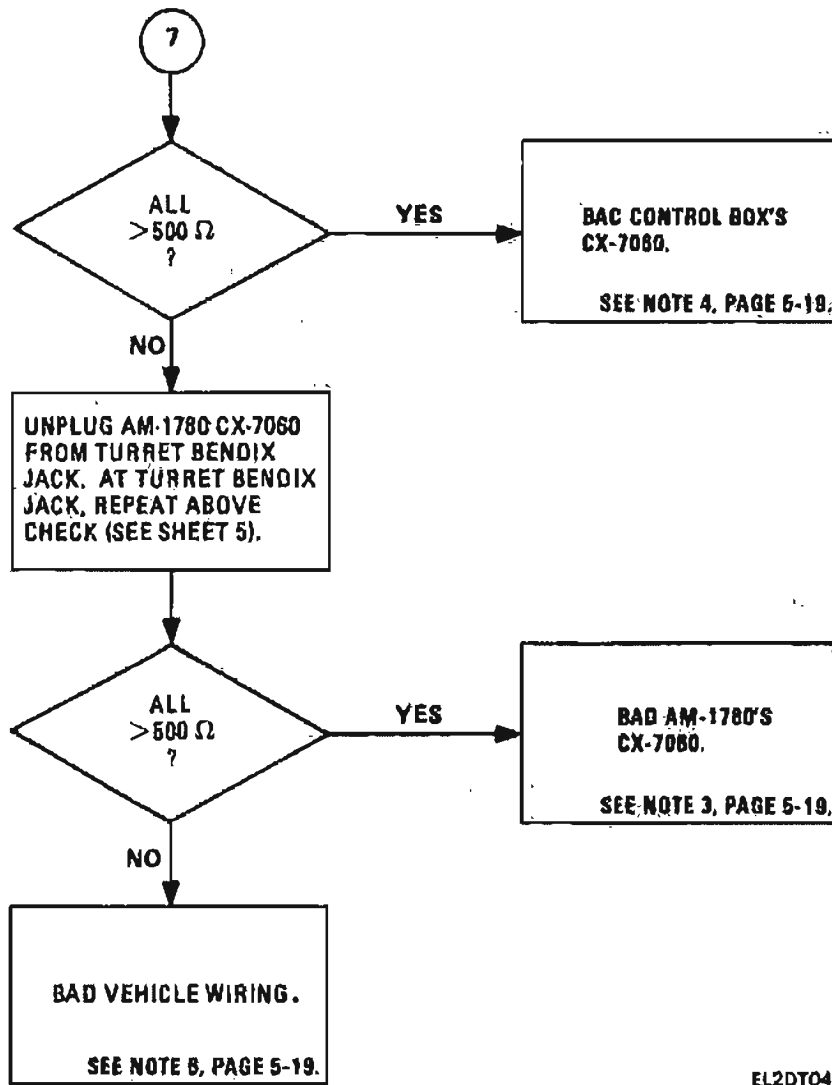 7
ALL
>500 Ω
?
YES
BAC CONTROL BOX'S
CX-7060.
SEE NOTE 4, PAGE 5-19.
NO
UNPLUG AM-1780 CX-7060
FROM TURRET BENDIX
JACK. AT TURRET BENDIX
JACK, REPEAT ABOVE
CHECK (SEE SHEET 5).
ALL
>500 Ω
?
YES
BAD AM-1780'S
CX-7060.
SEE NOTE 3, PAGE 5-19.
NO
BAD VEHICLE WIRING.
SEE NOTE 6, PAGE 5-19.
EL2DT04